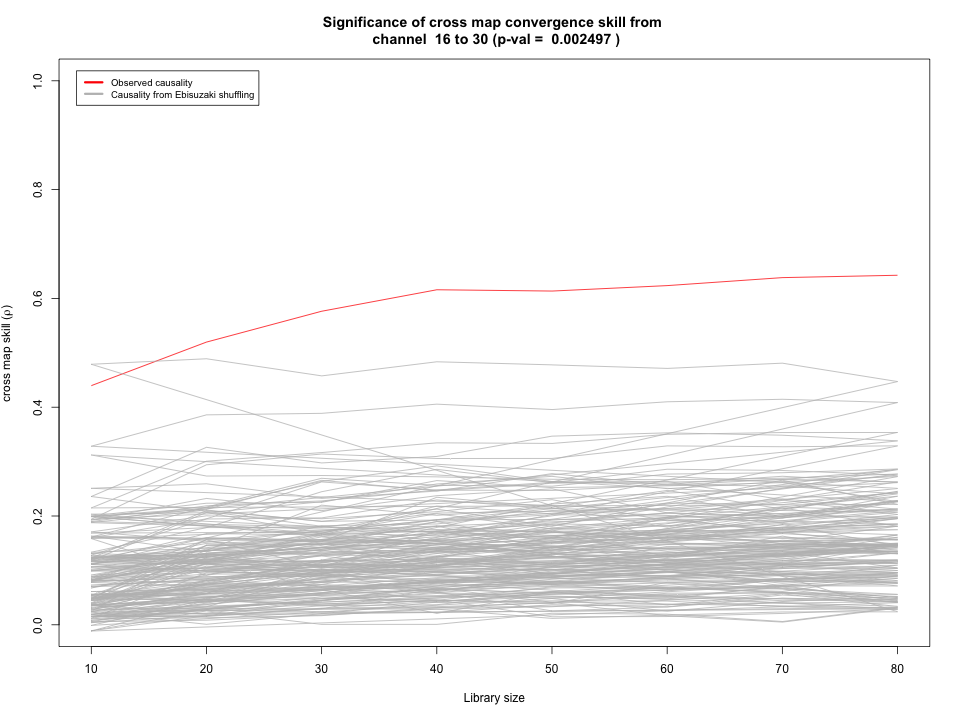 Significance of cross map convergence skill from
channel  16 to 30 (p-val =  0.002497 )
Observed causality
Causality from Ebisuzaki shuffling
1.0
0.8
0.6
0.4
0.2
0.0
cross map skill (ρ)
10 20 30 40 50 60 70 80
Library size